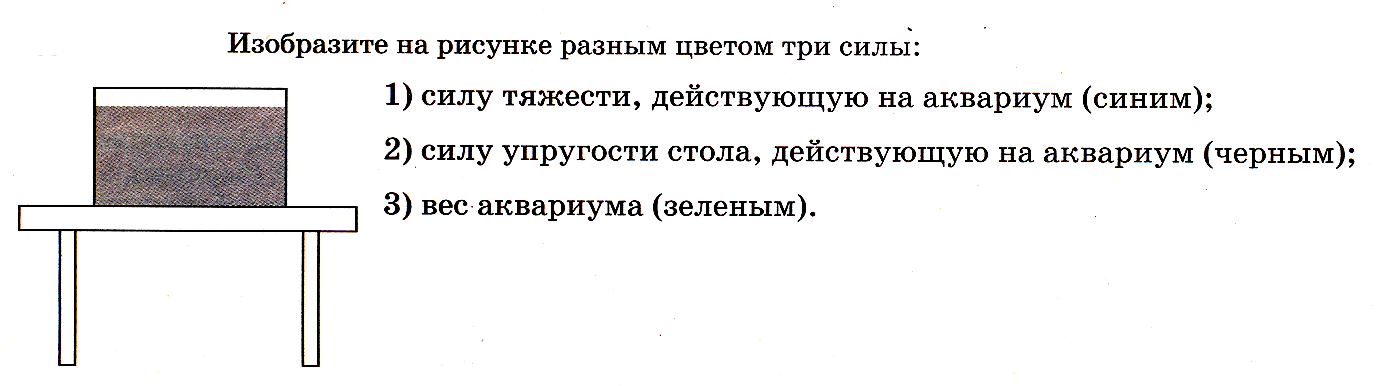 Изобразите на рисунке разным цветом три силы:
1) силу тяжести, действующую на аквариум (синим);
2) силу упругости стола, действующую на аквариум (черным);
3) вес аквариума (зеленым).